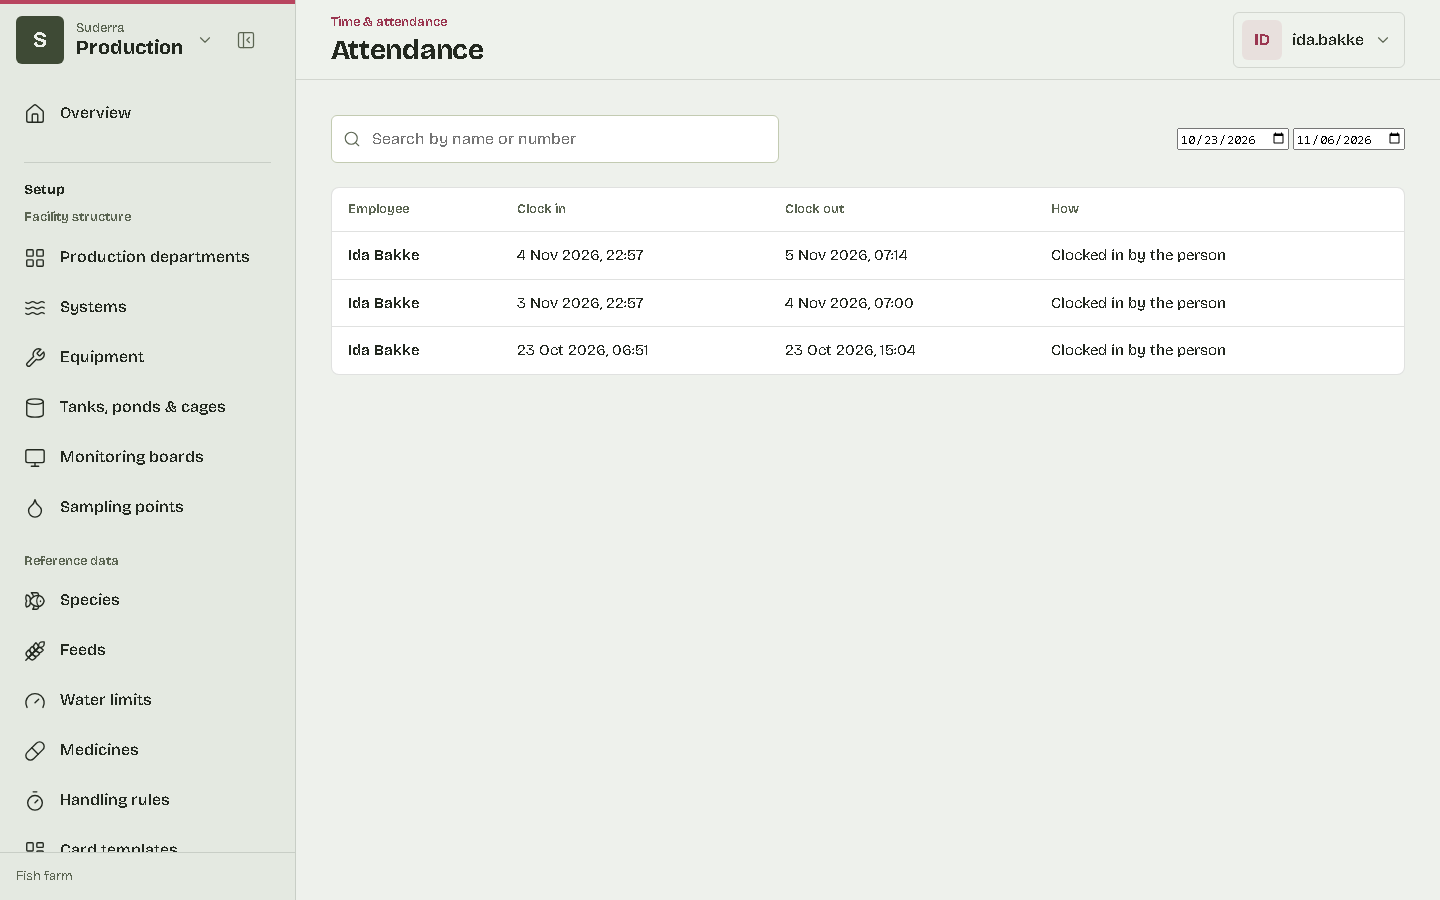 S
Suderra
Production
Overview
Setup
Facility structure
Production departments
Systems
Equipment
Tanks, ponds & cages
Monitoring boards
Sampling points
Reference data
Species
Feeds
Water limits
Medicines
Handling rules
Card templates
Fish farm
Time & attendance
Attendance
ID ida.bakke
Search by name or number
10/23/2026 11/06/2026
Employee Clock in Clock out How
Ida Bakke 4 Nov 2026, 22:57 5 Nov 2026, 07:14 Clocked in by the person
Ida Bakke 3 Nov 2026, 22:57 4 Nov 2026, 07:00 Clocked in by the person
Ida Bakke 23 Oct 2026, 06:51 23 Oct 2026, 15:04 Clocked in by the person